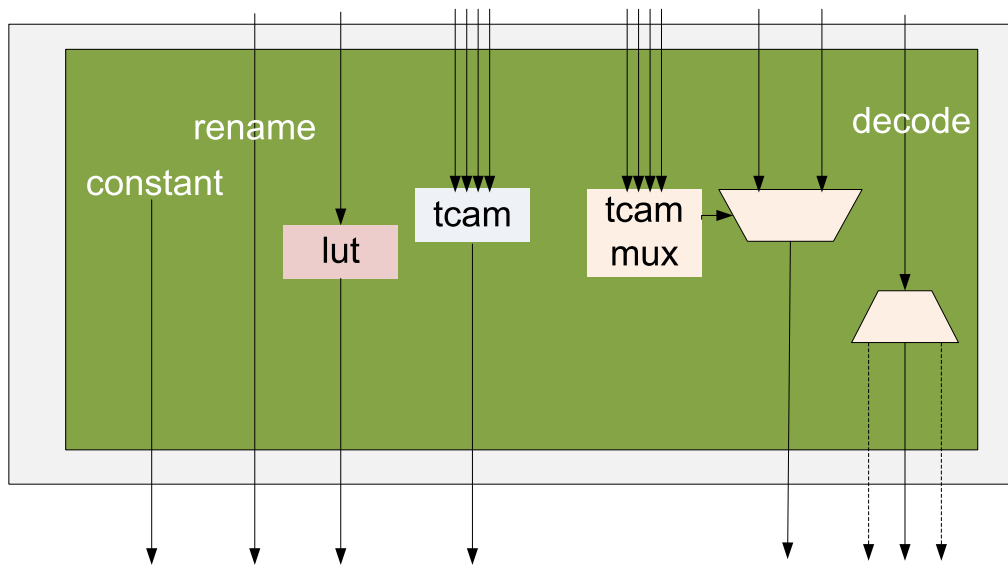 rename
decode
constant
lut
tcam
tcam
mux